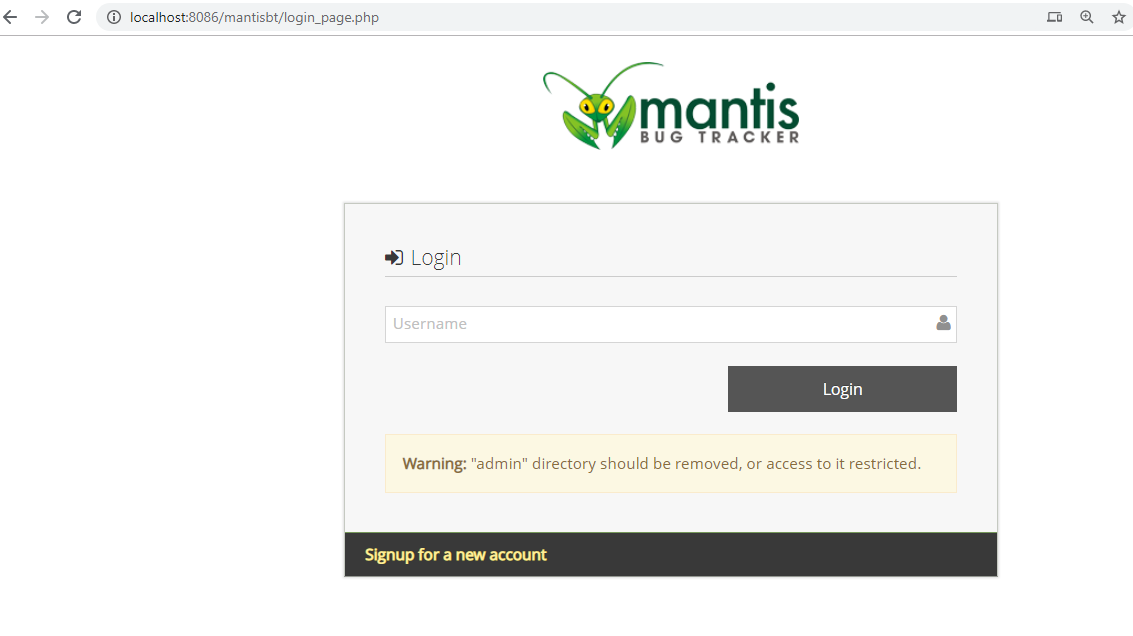 localhost:8086/mantisbt/login_page.php
mantis
BUG TRACKER
Login
Username
Login
Warning: "admin" directory should be removed, or access to it restricted.
Signup for a new account